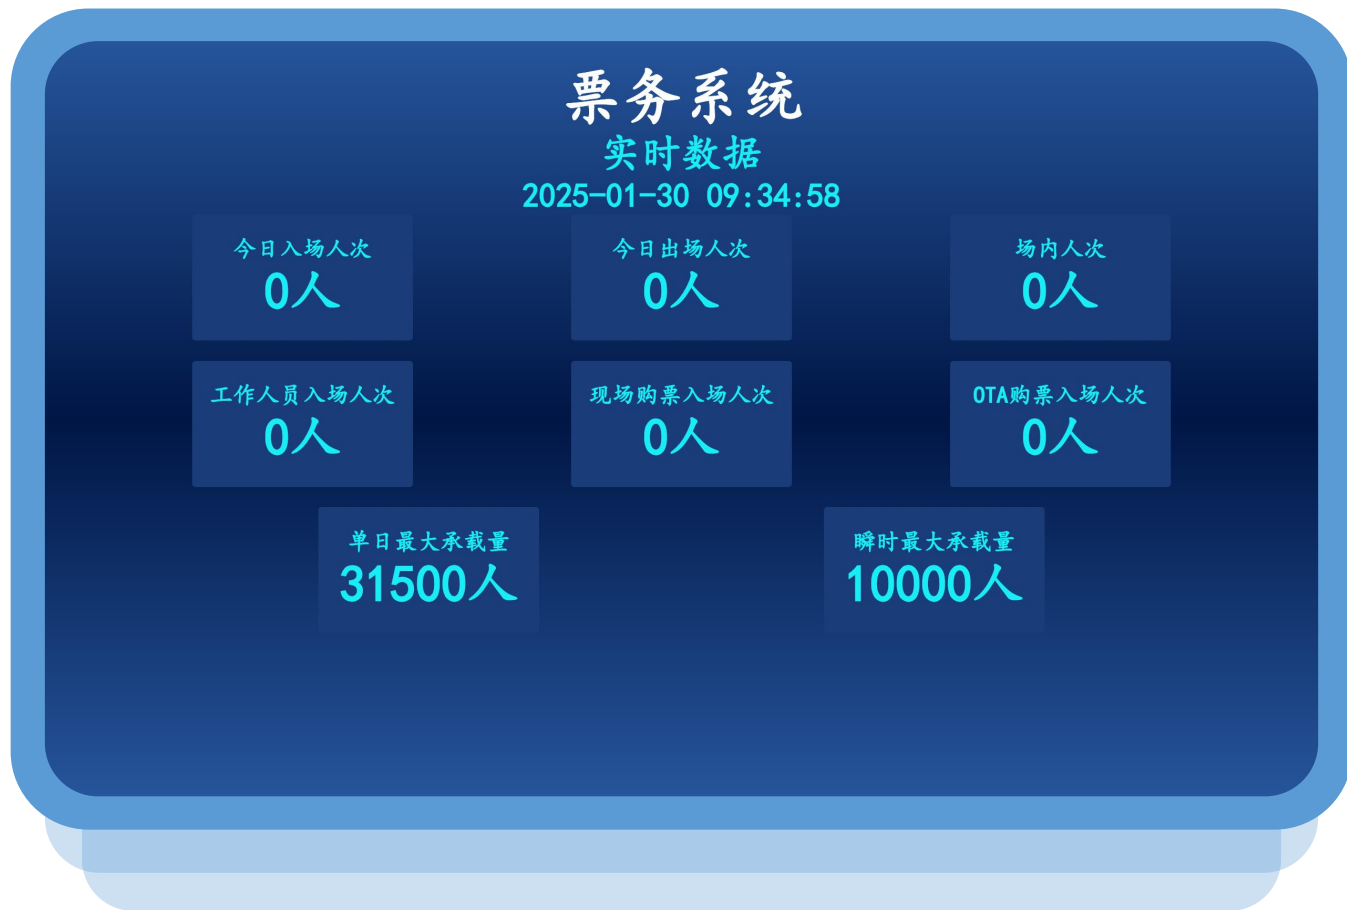 票务系统
实时数据
2025-01-30 09:34:58
今日入场人次
0人
今日出场人次
0人
场内人次
0人
工作人员入场人次
0人
现场购票入场人次
0人
OTA购票入场人次
0人
单日最大承载量
31500人
瞬时最大承载量
10000人